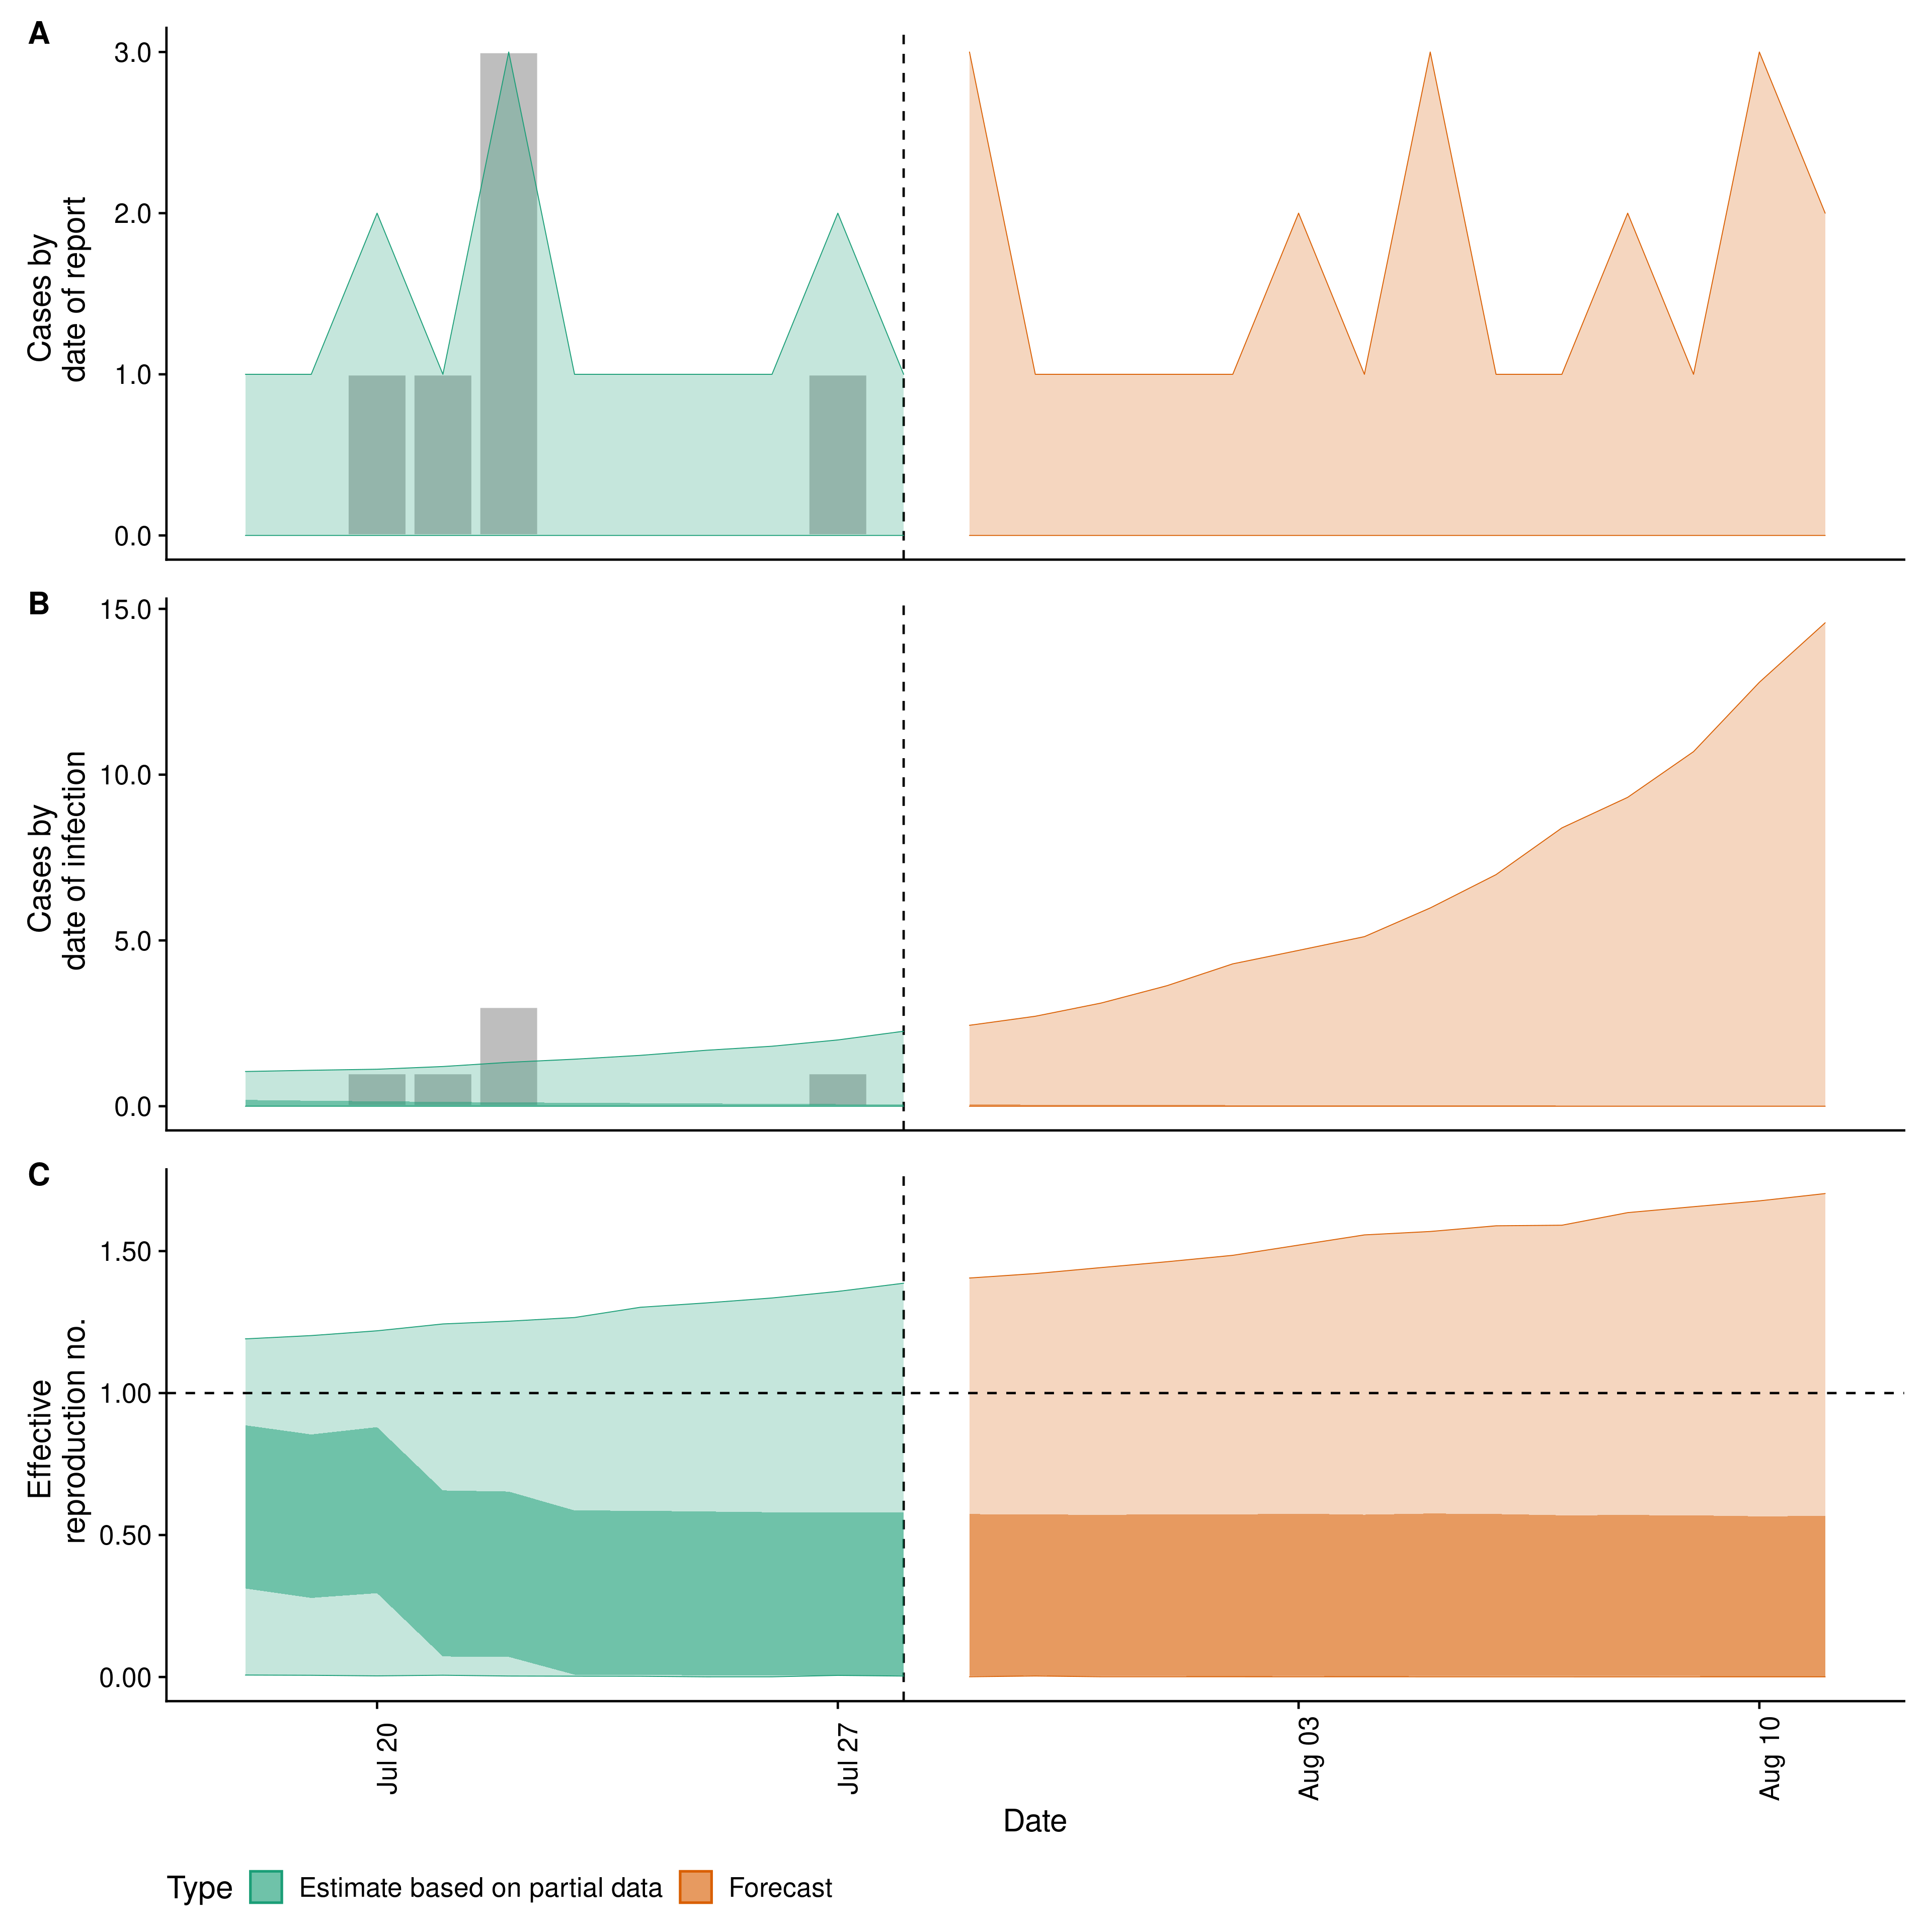 A
Cases by
date of report
3.0
2.0
1.0
0.0
B
Cases by
date of infection
15.0
10.0
5.0
0.0
C
Effective
reproduction no.
1.50
1.00
0.50
0.00
Jul 20
Jul 27
Aug 03
Aug 10
Date
Type
Estimate based on partial data
Forecast